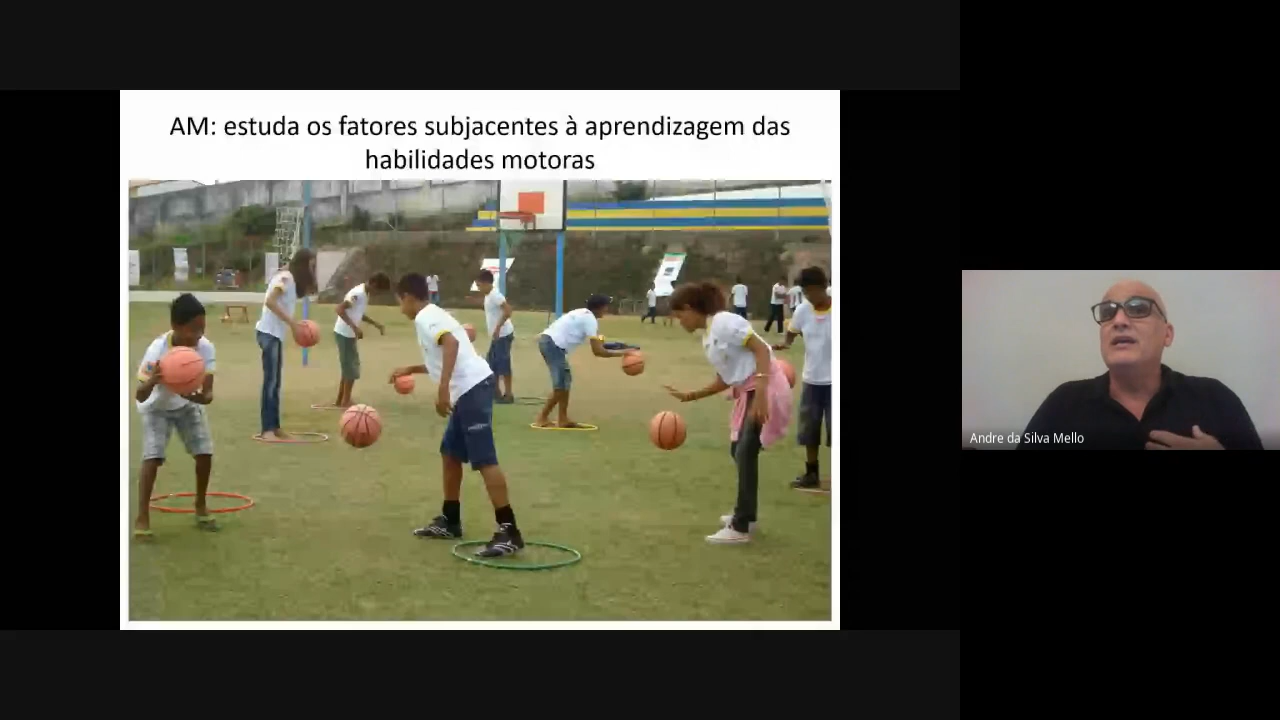 AM: estuda os fatores subjacentes à aprendizagem das
habilidades motoras
Andre da Silva Mello